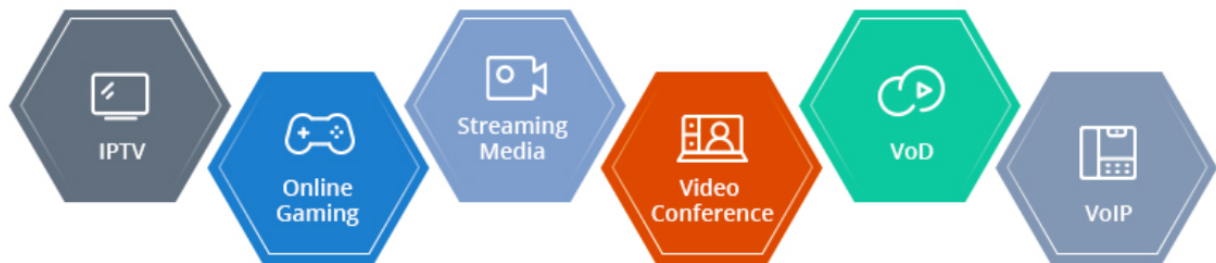 IPTV
Online
Gaming
Streaming
Media
Video
Conference
VoD
VoIP